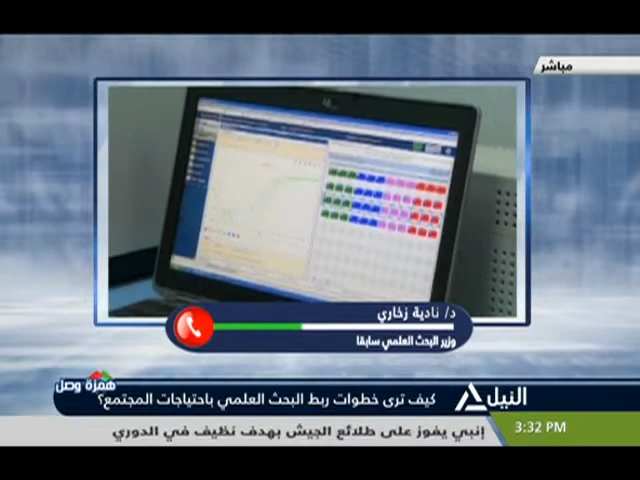 مباشر
د/ نادية زخاري
وزير البحث العلمي سابقا
همزة وصل
كيف ترى خطوات ربط البحث العلمي باحتياجات المجتمع؟
النيل
إنبي يفوز على طلائع الجيش بهدف نظيف في الدوري
3:32 PM